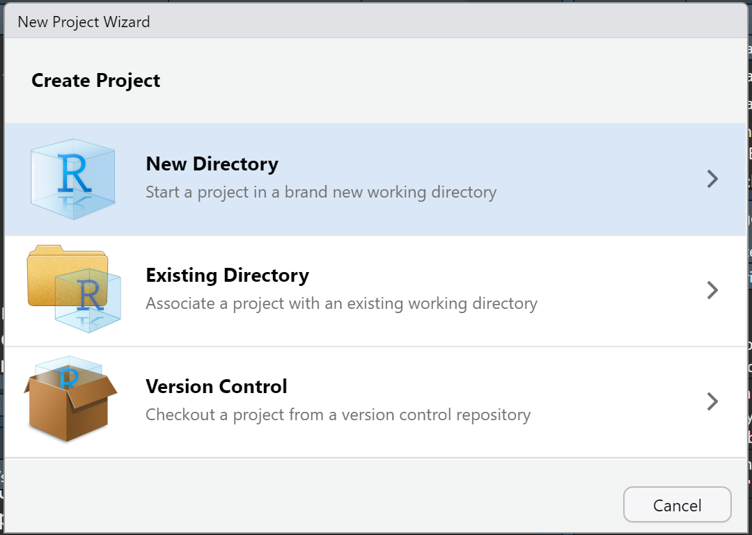 New Project Wizard
Create Project
R
New Directory
Start a project in a brand new working directory
R
Existing Directory
Associate a project with an existing working directory
R
Version Control
Checkout a project from a version control repository
Cancel